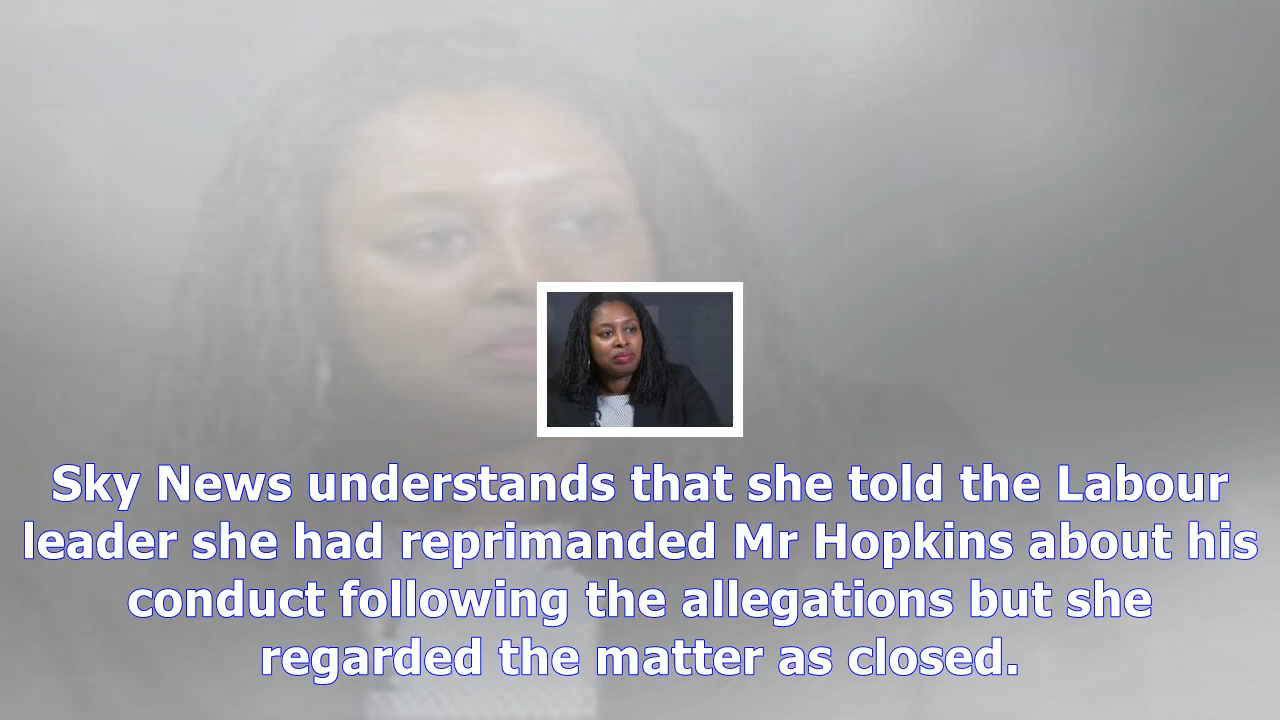 Sky News understands that she told the Labour
leader she had reprimanded Mr Hopkins about his
conduct following the allegations but she
regarded the matter as closed.